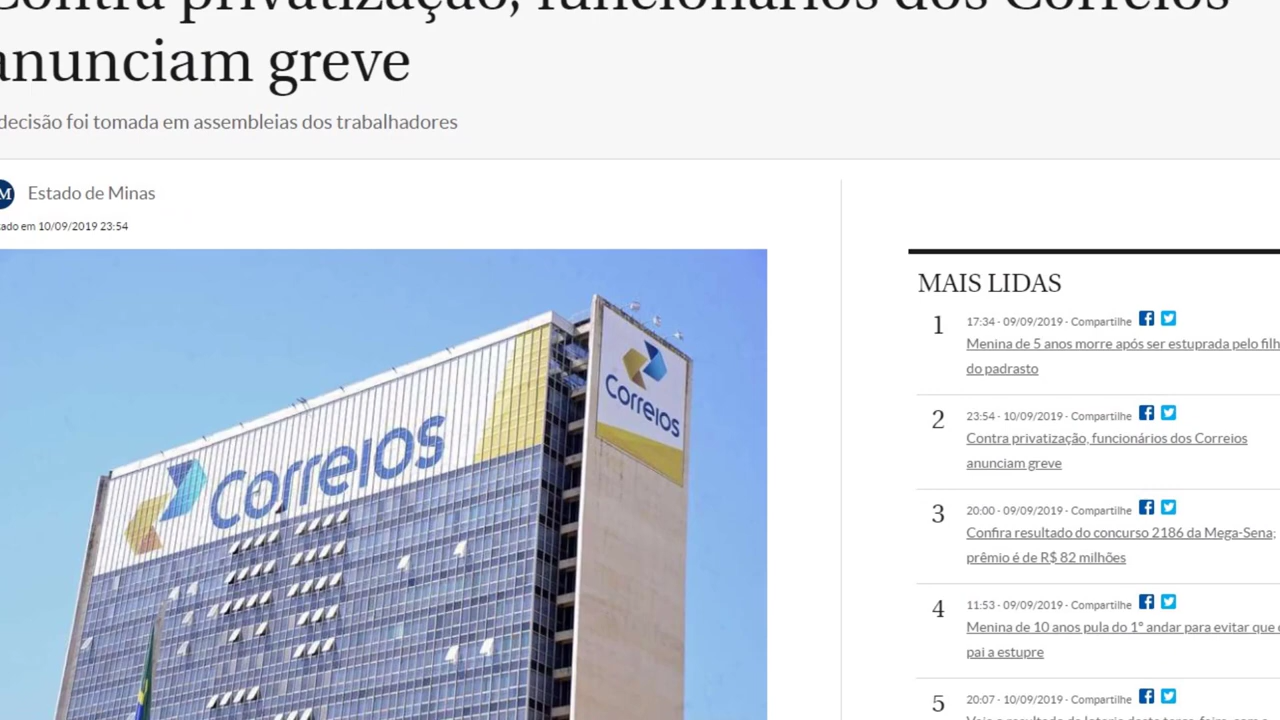 Contra privatização, funcionários dos Correios
anunciam greve
decisão foi tomada em assembleias dos trabalhadores
M
Estado de Minas
ado em 10/09/2019 23:54
Correios
Correios
MAIS LIDAS
1
17:34 - 09/09/2019 - Compartilhe
Menina de 5 anos morre após ser estuprada pelo filh
do padrasto
2
23:54 - 10/09/2019 - Compartilhe
Contra privatização, funcionários dos Correios
anunciam greve
3
20:00 - 09/09/2019 - Compartilhe
Confira resultado do concurso 2186 da Mega-Sena;
prêmio é de R$ 82 milhões
4
11:53 - 09/09/2019 - Compartilhe
Menina de 10 anos pula do 1º andar para evitar que
pai a estupre
5
20:07 - 10/09/2019 - Compartilhe